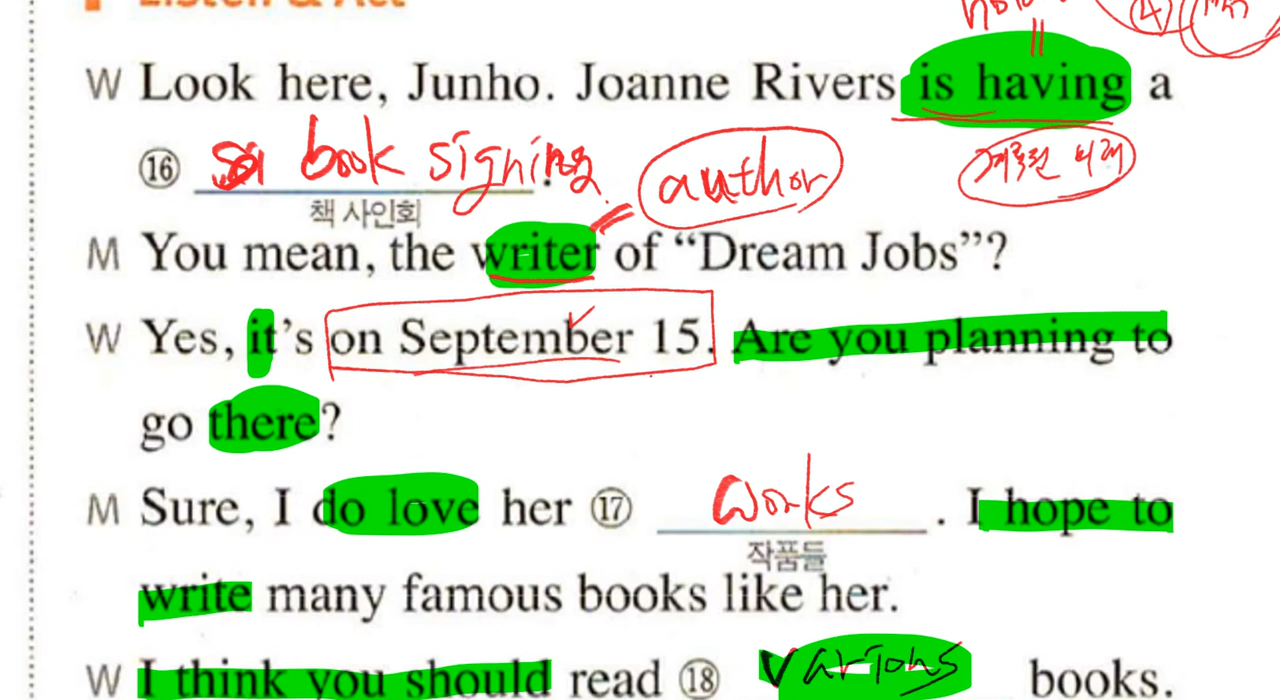 Listen & Act
W Look here, Junho. Joanne Rivers is having a
⑯ book signing.
author
계획된 미래
책 사인회
M You mean, the writer of “Dream Jobs”?
W Yes, it’s on September 15. Are you planning to
go there?
M Sure, I do love her ⑰ works. I hope to
작품들
write many famous books like her.
W I think you should read ⑱ various books.